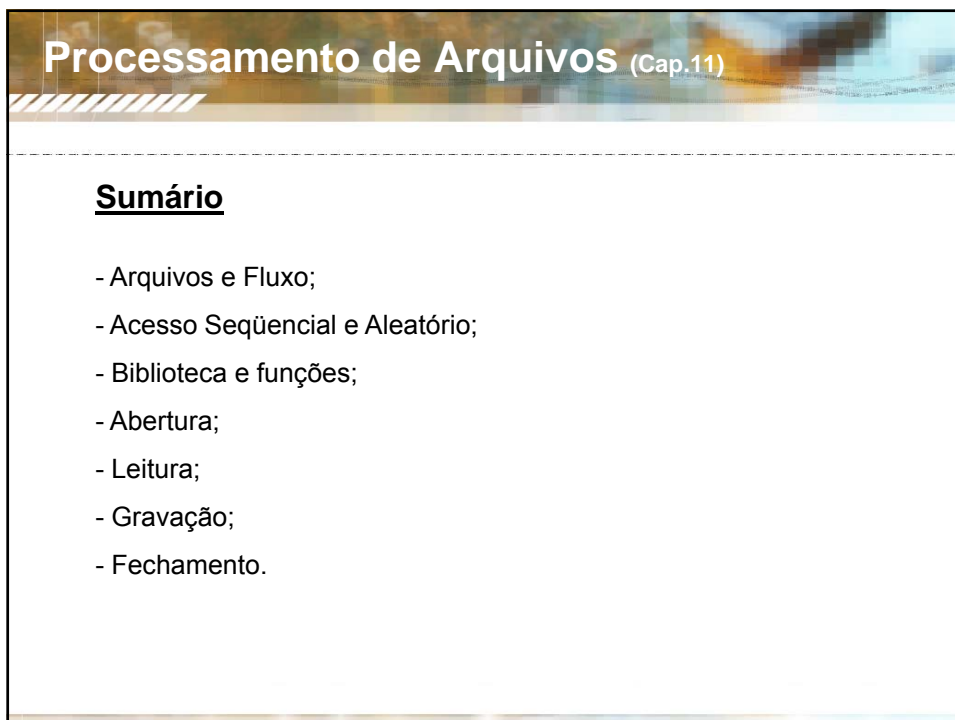 Processamento de Arquivos (Cap.11)
Sumário
- Arquivos e Fluxo;
- Acesso Seqüencial e Aleatório;
- Biblioteca e funções;
- Abertura;
- Leitura;
- Gravação;
- Fechamento.